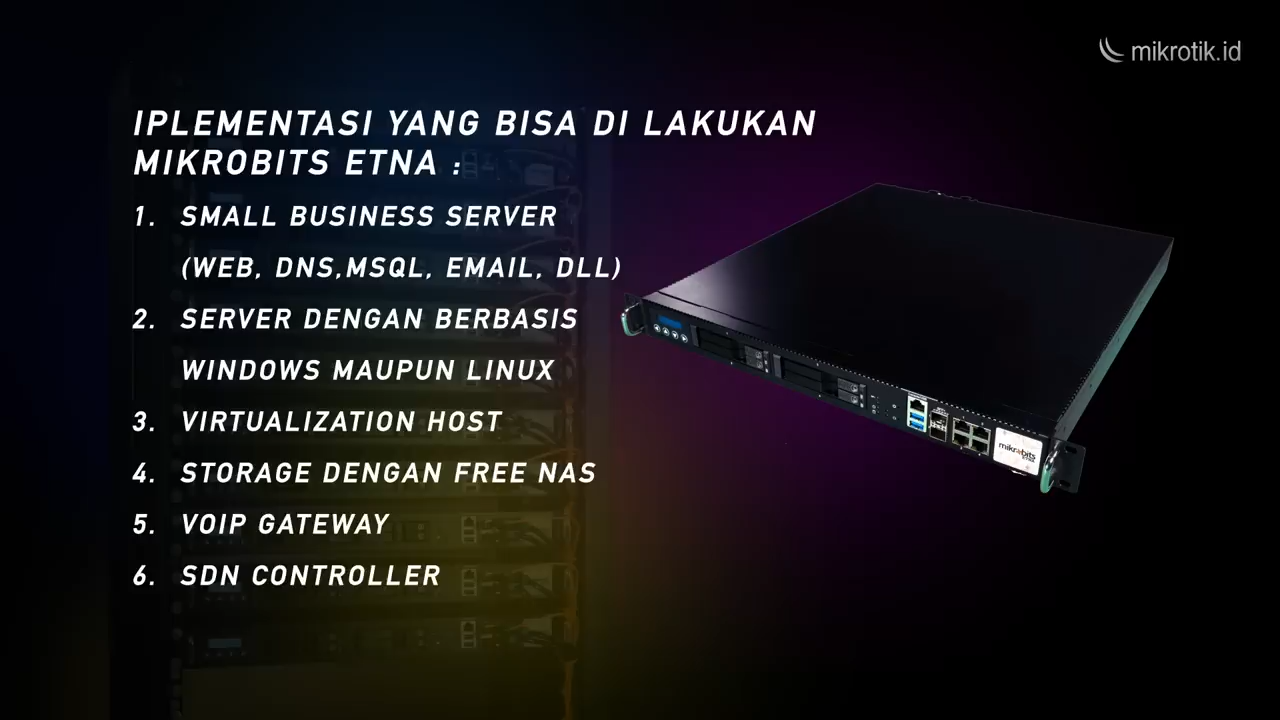 mikrotik.id
IPLEMENTASI YANG BISA DI LAKUKAN
MIKROBITS ETNA :
1. SMALL BUSINESS SERVER
(WEB, DNS,MSQL, EMAIL, DLL)
2. SERVER DENGAN BERBASIS
WINDOWS MAUPUN LINUX
3. VIRTUALIZATION HOST
4. STORAGE DENGAN FREE NAS
5. VOIP GATEWAY
6. SDN CONTROLLER
mikrobits
ETNA